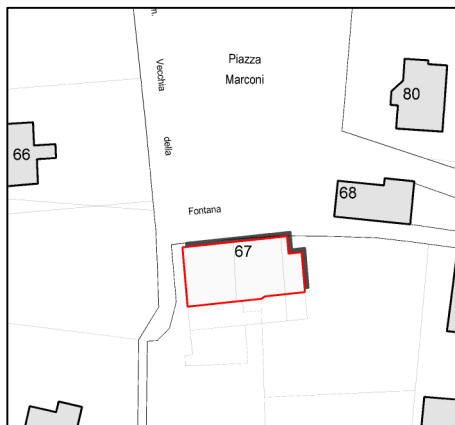 m.
Vecchia
della
Fontana
Piazza
Marconi
80
66
68
67